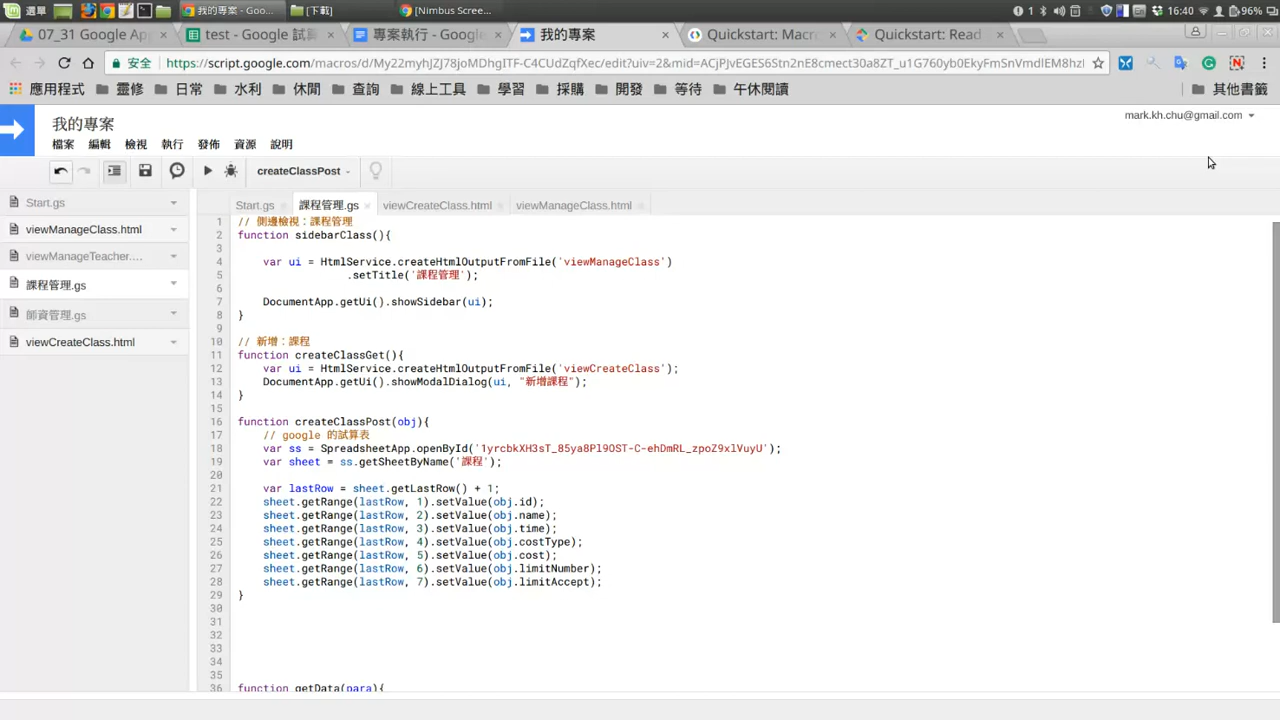 選單
我的專案 - Goo...
[下載]
[Nimbus Scree...
16:40
96%
07_31 Google Ap
test - Google 試算
專案執行 - Google
我的專案
Quickstart: Macro
Quickstart: Read
安全
應用程式
靈修
日常
水利
休閒
查詢
線上工具
學習
採購
開發
等待
午休閱讀
其他書籤
我的專案
mark.kh.chu@gmail.com
檔案 編輯 檢視 執行 發佈 資源 說明
createClassPost
Start.gs
viewManageClass.html
viewManageTeacher....
課程管理.gs
師資管理.gs
viewCreateClass.html
Start.gs
課程管理.gs
viewCreateClass.html
viewManageClass.html
1 // 側邊檢視：課程管理
2 function sidebarClass(){
3
4 var ui = HtmlService.createHtmlOutputFromFile('viewManageClass')
5 .setTitle('課程管理');
6
7 DocumentApp.getUi().showSidebar(ui);
8 }
9
10 // 新增：課程
11 function createClassGet(){
12 var ui = HtmlService.createHtmlOutputFromFile('viewCreateClass');
13 DocumentApp.getUi().showModalDialog(ui, "新增課程");
14 }
15
16 function createClassPost(obj){
17 // google 的試算表
18 var ss = SpreadsheetApp.openById('1yrcbkXH3sT_85ya8Pl9OST-C-ehDmRL_zpoZ9xlVuyU');
19 var sheet = ss.getSheetByName('課程');
20
21 var lastRow = sheet.getLastRow() + 1;
22 sheet.getRange(lastRow, 1).setValue(obj.id);
23 sheet.getRange(lastRow, 2).setValue(obj.name);
24 sheet.getRange(lastRow, 3).setValue(obj.time);
25 sheet.getRange(lastRow, 4).setValue(obj.costType);
26 sheet.getRange(lastRow, 5).setValue(obj.cost);
27 sheet.getRange(lastRow, 6).setValue(obj.limitNumber);
28 sheet.getRange(lastRow, 7).setValue(obj.limitAccept);
29 }
30
31
32
33
34
35
36 function getData(para){